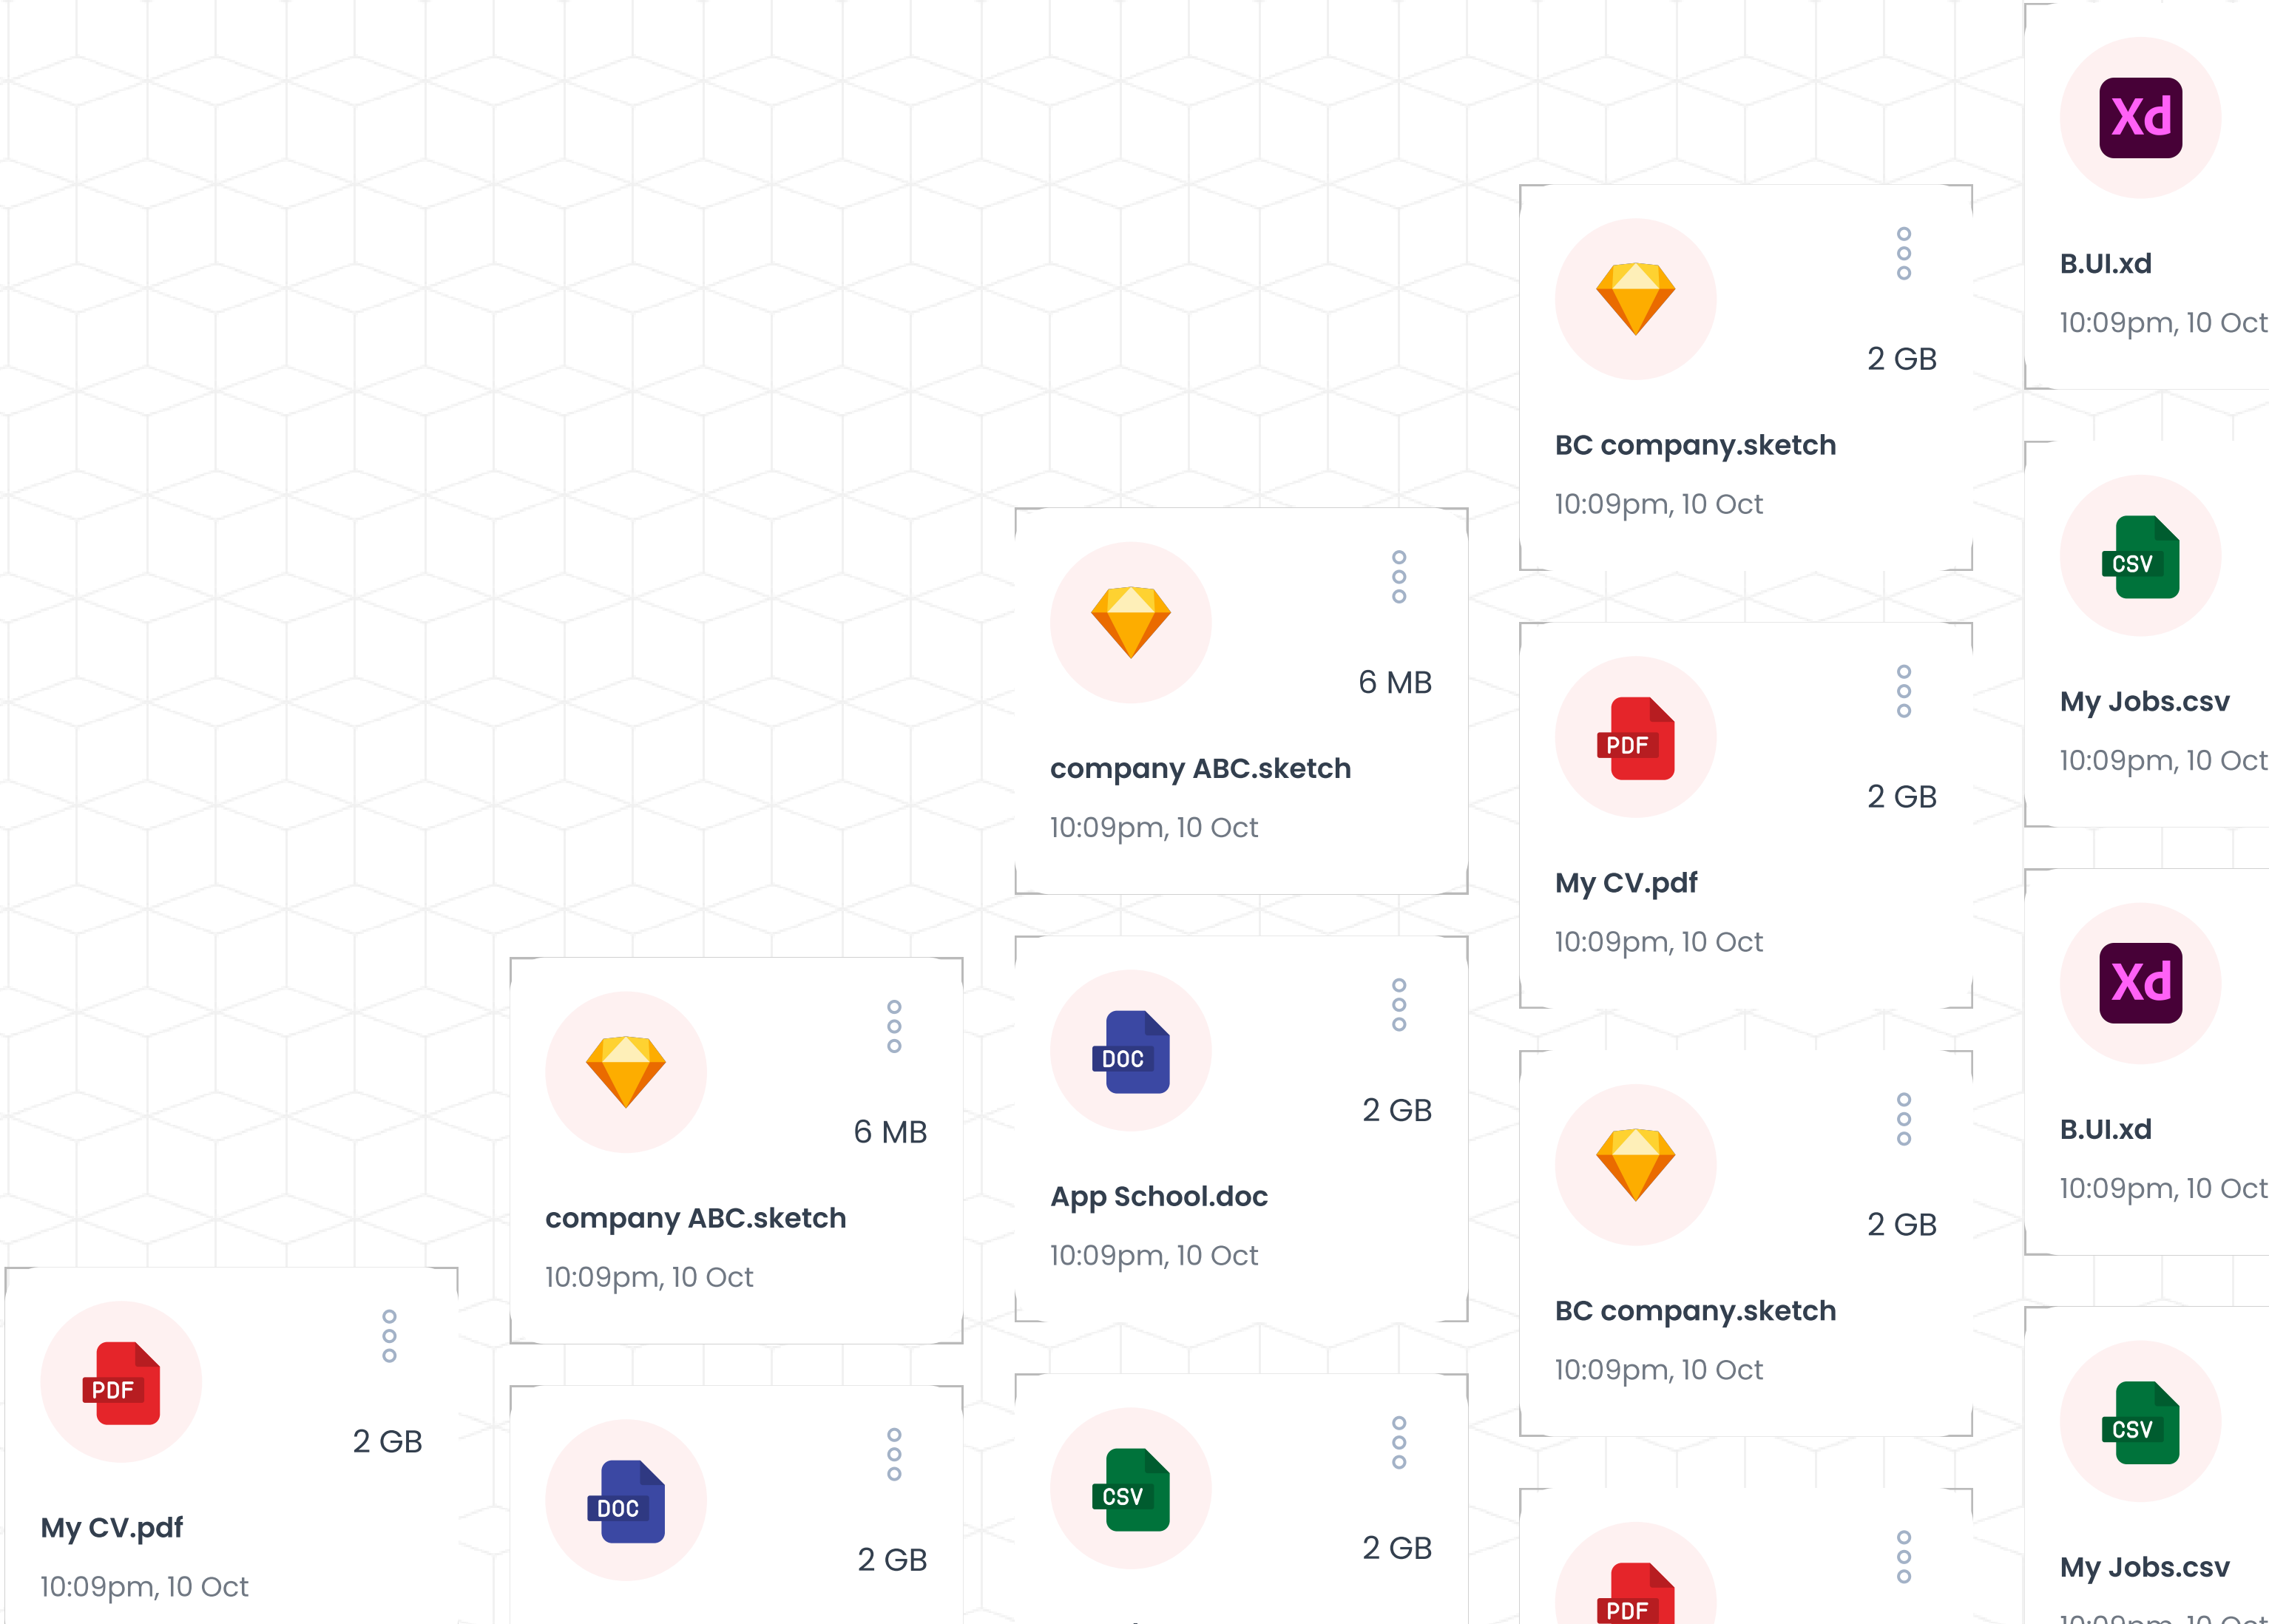 PDF
2 GB
My CV.pdf
10:09pm, 10 Oct
6 MB
company ABC.sketch
10:09pm, 10 Oct
DOC
2 GB
6 MB
company ABC.sketch
10:09pm, 10 Oct
DOC
2 GB
App School.doc
10:09pm, 10 Oct
CSV
2 GB
2 GB
BC company.sketch
10:09pm, 10 Oct
PDF
2 GB
My CV.pdf
10:09pm, 10 Oct
2 GB
BC company.sketch
10:09pm, 10 Oct
PDF
Xd
B.UI.xd
10:09pm, 10 Oct
CSV
My Jobs.csv
10:09pm, 10 Oct
Xd
B.UI.xd
10:09pm, 10 Oct
CSV
My Jobs.csv